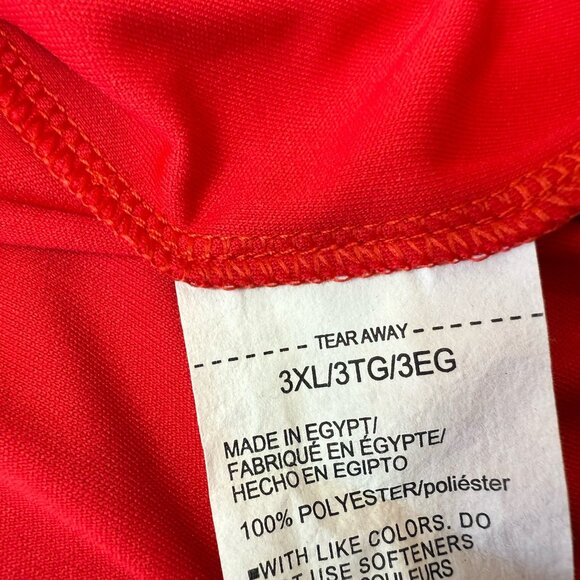 TEAR AWAY
3XL/3TG/3EG
MADE IN EGYPT/
FABRIQUÉ EN ÉGYPTE/
HECHO EN EGIPTO
100% POLYESTER/poliéster
WITH LIKE COLORS. DO
USE SOFTENERS
COULEURS